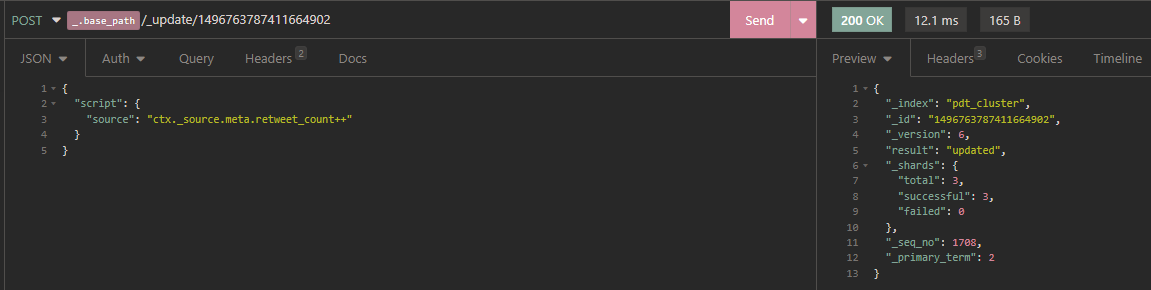 POST _.base_path/_update/1496763787411664902 Send 200 OK 12.1 ms 165 B
JSON Auth Query Headers 2 Docs Preview Headers 3 Cookies Timeline
1 {
2 "script": {
3 "source": "ctx._source.meta.retweet_count++"
4 }
5 }
1 {
2 "_index": "pdt_cluster",
3 "_id": "1496763787411664902",
4 "_version": 6,
5 "result": "updated",
6 "_shards": {
7 "total": 3,
8 "successful": 3,
9 "failed": 0
10 },
11 "_seq_no": 1708,
12 "_primary_term": 2
13 }